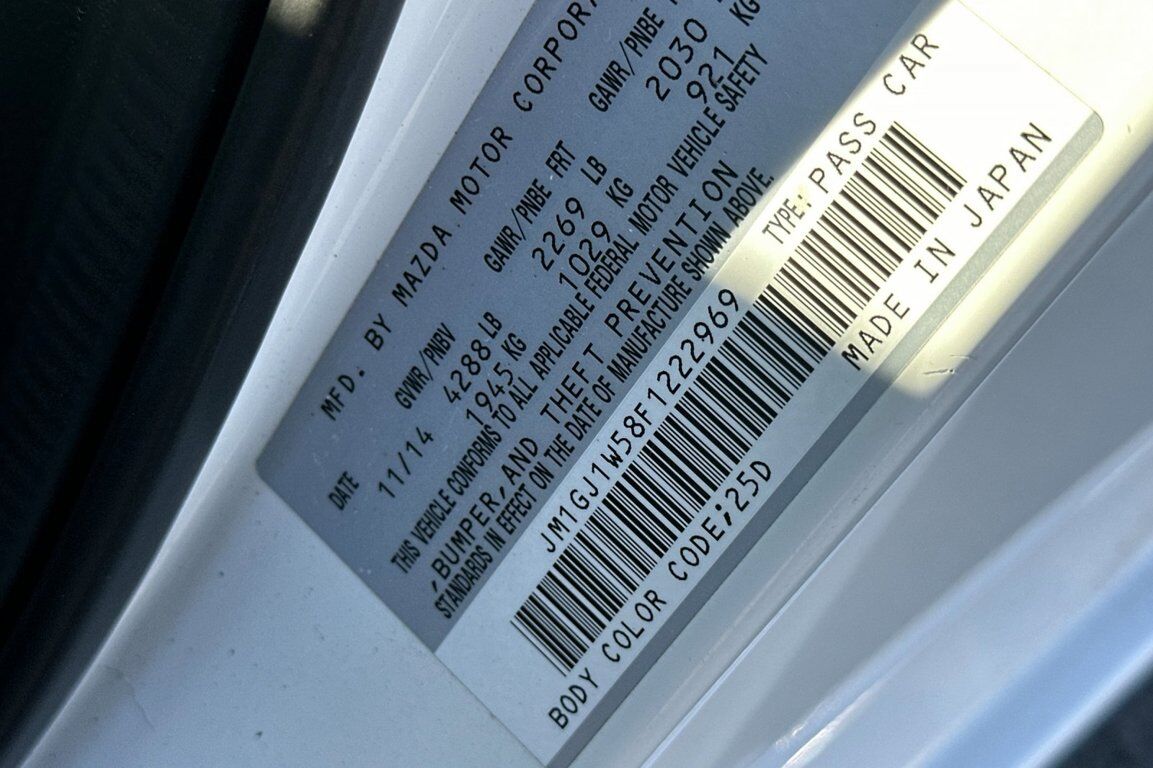 MFD. BY MAZDA MOTOR
DATE GVWR/PNBV GAWR/PNBE FRT GAWR/PNBE
11/14 4288 LB 2269 LB 2030
1945 KG 1029 KG 921 KG
THIS VEHICLE CONFORMS TO ALL APPLICABLE FEDERAL MOTOR VEHICLE SAFETY
,BUMPER,AND THEFT PREVENTION
STANDARDS IN EFFECT ON THE DATE OF MANUFACTURE SHOWN ABOVE.
JM1GJ1W58F1222969 TYPE: PASS CAR
BODY COLOR CODE;25D MADE IN JAPAN